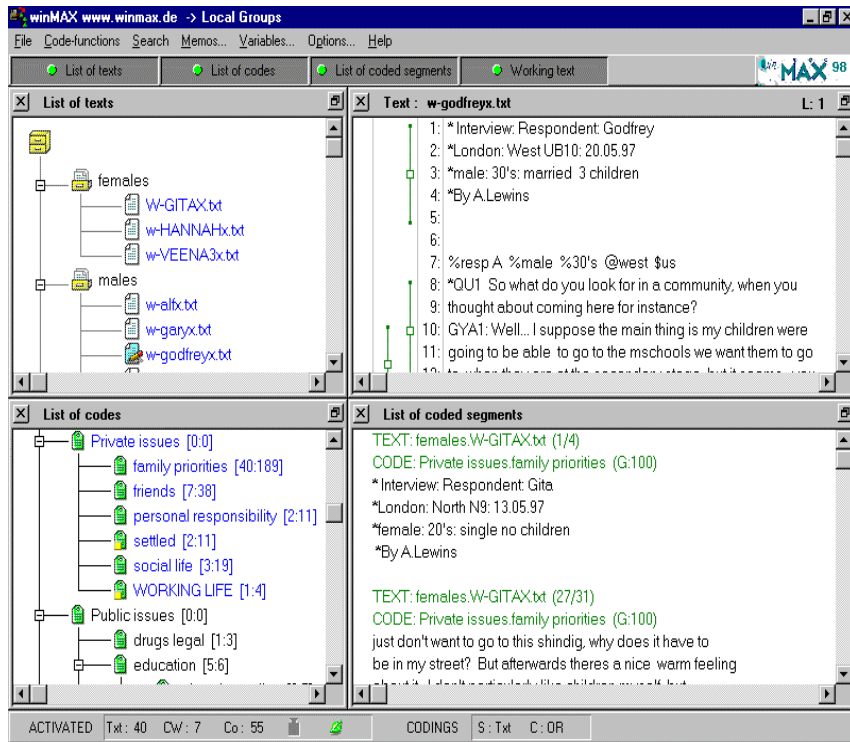 winMAX www.winmax.de -> Local Groups
File Code-functions Search Memos... Variables... Options... Help
List of texts List of codes List of coded segments Working text MAX 98
List of texts
females
W-GITAX.txt
w-HANNAHx.txt
w-VEENA3x.txt
males
w-alfx.txt
w-garyx.txt
w-godfreyx.txt
Text : w-godfreyx.txt L: 1
1: * Interview: Respondent: Godfrey
2: *London: West UB10: 20.05.97
3: *male: 30's: married 3 children
4: *By A.Lewins
5:
6:
7: %resp A %male %30's @west $us
8: *QU1 So what do you look for in a community, when you
9: thought about coming here for instance?
10: GYA1: Well... I suppose the main thing is my children were
11: going to be able to go to the mschools we want them to go
List of codes
Private issues [0:0]
family priorities [40:189]
friends [7:38]
personal responsibility [2:11]
settled [2:11]
social life [3:19]
WORKING LIFE [1:4]
Public issues [0:0]
drugs legal [1:3]
education [5:6]
List of coded segments
TEXT: females.W-GITAX.txt (1/4)
CODE: Private issues.family priorities (G:100)
* Interview: Respondent: Gita
*London: North N9: 13.05.97
*female: 20's: single no children
*By A.Lewins
TEXT: females.W-GITAX.txt (27/31)
CODE: Private issues.family priorities (G:100)
just don't want to go to this shindig, why does it have to
be in my street? But afterwards theres a nice warm feeling
ACTIVATED Txt : 40 CW : 7 Co : 55 CODINGS S : Txt C : OR